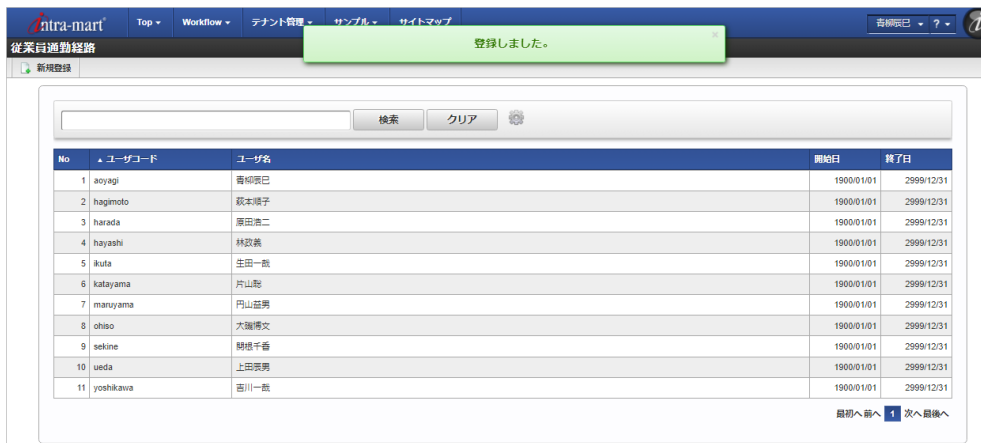 intra-mart Top Workflow テナント管理 サンプル サイトマップ 青柳辰巳 ?
登録しました。 ×
従業員通勤経路
新規登録
検索 クリア
No ▲ ユーザコード ユーザ名 開始日 終了日
1 aoyagi 青柳辰巳 1900/01/01 2999/12/31
2 hagimoto 萩本順子 1900/01/01 2999/12/31
3 harada 原田浩二 1900/01/01 2999/12/31
4 hayashi 林政義 1900/01/01 2999/12/31
5 ikuta 生田一哉 1900/01/01 2999/12/31
6 katayama 片山聡 1900/01/01 2999/12/31
7 maruyama 円山益男 1900/01/01 2999/12/31
8 ohiso 大磯博文 1900/01/01 2999/12/31
9 sekine 関根千香 1900/01/01 2999/12/31
10 ueda 上田辰男 1900/01/01 2999/12/31
11 yoshikawa 吉川一哉 1900/01/01 2999/12/31
最初へ 前へ 1 次へ 最後へ